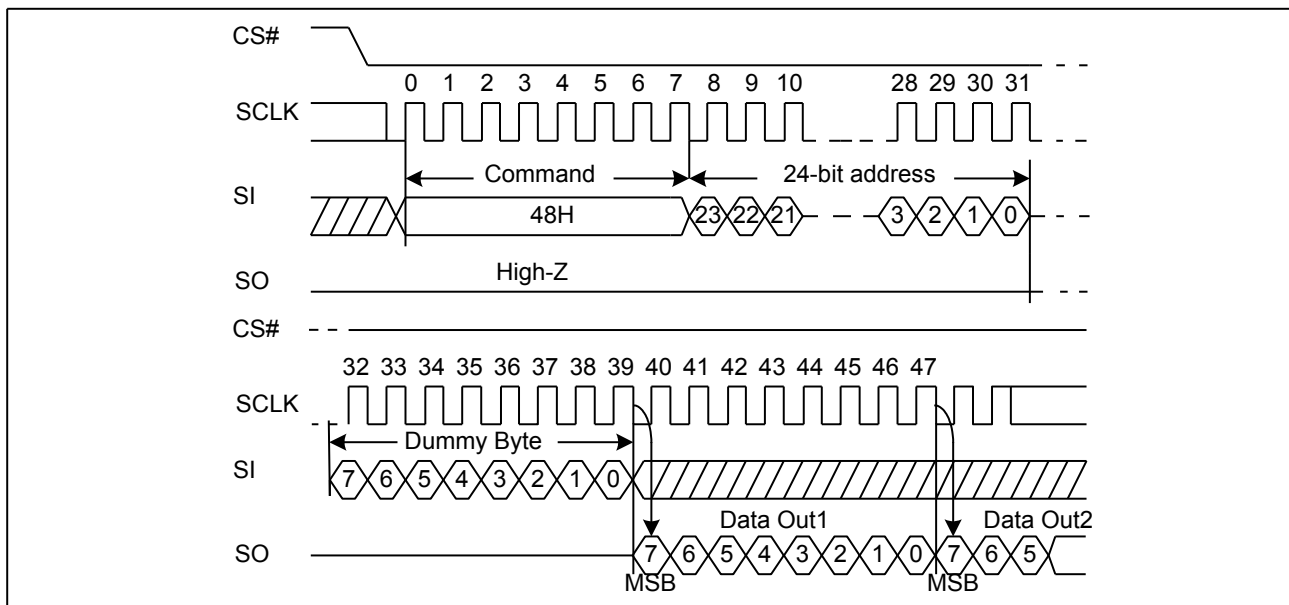 CS#
0 1 2 3 4 5 6 7 8 9 10 28 29 30 31
SCLK
Command 24-bit address
SI
48H 23 22 21 3 2 1 0
High-Z
SO
CS#
32 33 34 35 36 37 38 39 40 41 42 43 44 45 46 47
SCLK
Dummy Byte
SI
7 6 5 4 3 2 1 0
Data Out1 Data Out2
SO
7 6 5 4 3 2 1 0 7 6 5
MSB MSB